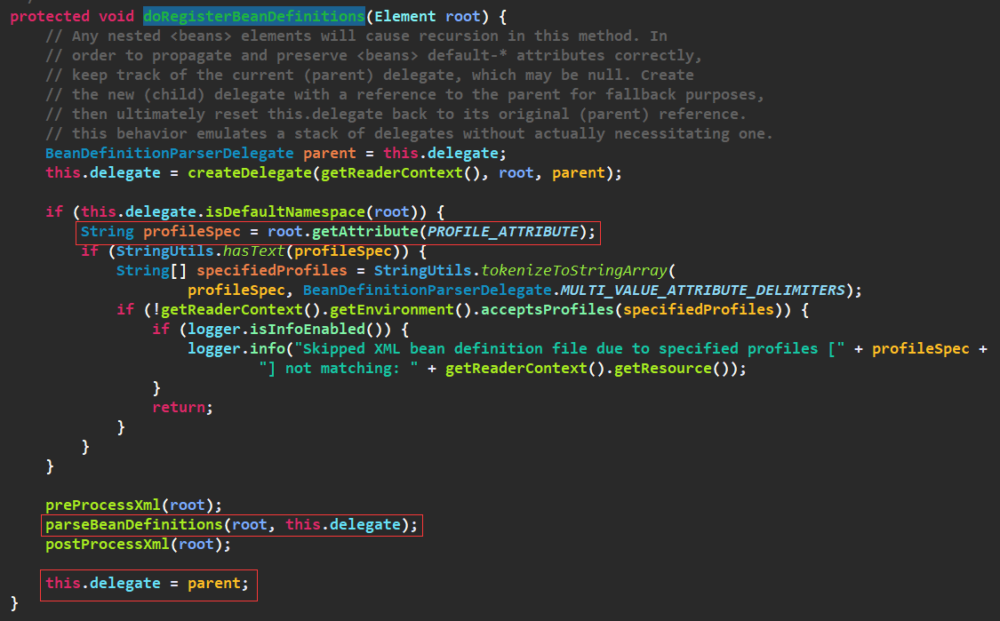 protected void doRegisterBeanDefinitions(Element root) {
// Any nested <beans> elements will cause recursion in this method. In
// order to propagate and preserve <beans> default-* attributes correctly,
// keep track of the current (parent) delegate, which may be null. Create
// the new (child) delegate with a reference to the parent for fallback purposes,
// then ultimately reset this.delegate back to its original (parent) reference.
// this behavior emulates a stack of delegates without actually necessitating one.
BeanDefinitionParserDelegate parent = this.delegate;
this.delegate = createDelegate(getReaderContext(), root, parent);
if (this.delegate.isDefaultNamespace(root)) {
String profileSpec = root.getAttribute(PROFILE_ATTRIBUTE);
if (StringUtils.hasText(profileSpec)) {
String[] specifiedProfiles = StringUtils.tokenizeToStringArray(
profileSpec, BeanDefinitionParserDelegate.MULTI_VALUE_ATTRIBUTE_DELIMITERS);
if (!getReaderContext().getEnvironment().acceptsProfiles(specifiedProfiles)) {
if (logger.isInfoEnabled()) {
logger.info("Skipped XML bean definition file due to specified profiles [" + profileSpec +
"] not matching: " + getReaderContext().getResource());
}
return;
}
}
}
preProcessXml(root);
parseBeanDefinitions(root, this.delegate);
postProcessXml(root);
this.delegate = parent;
}